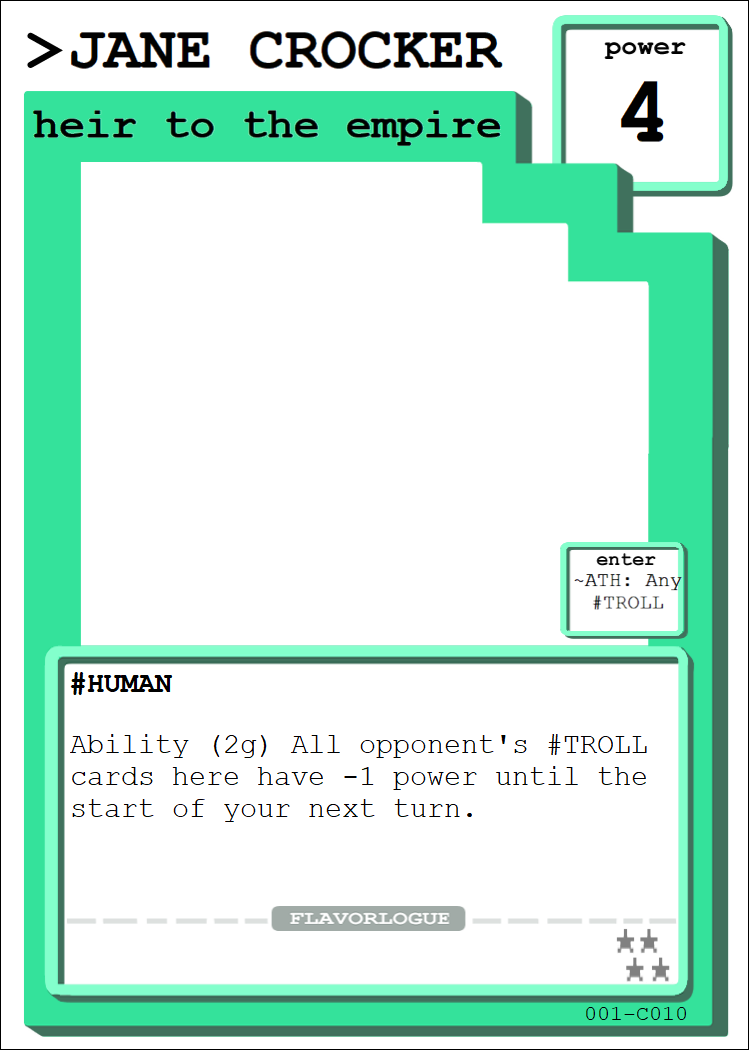 >JANE CROCKER
power
4
heir to the empire
enter
~ATH: Any
#TROLL
#HUMAN
Ability (2g) All opponent's #TROLL
cards here have -1 power until the
start of your next turn.
FLAVORLOGUE
001-C010